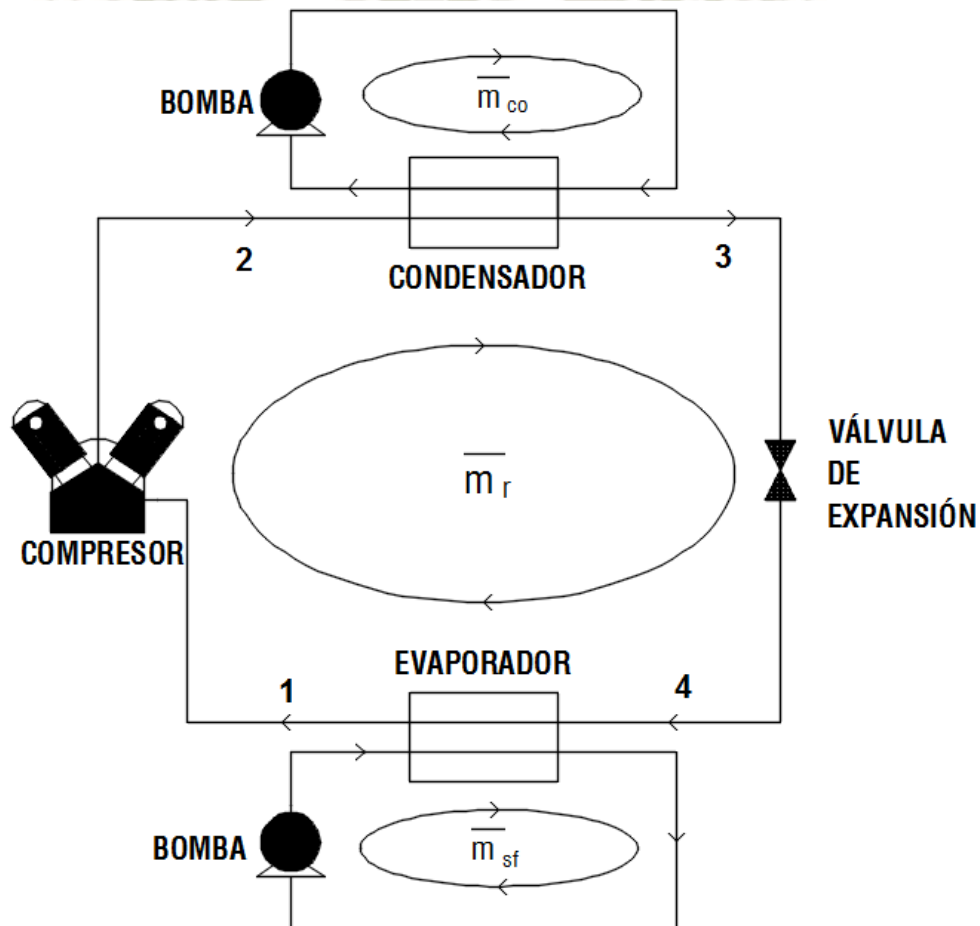 BOMBA
m co
2
3
CONDENSADOR
m r
VÁLVULA
DE
EXPANSIÓN
COMPRESOR
EVAPORADOR
1
4
BOMBA
m sf